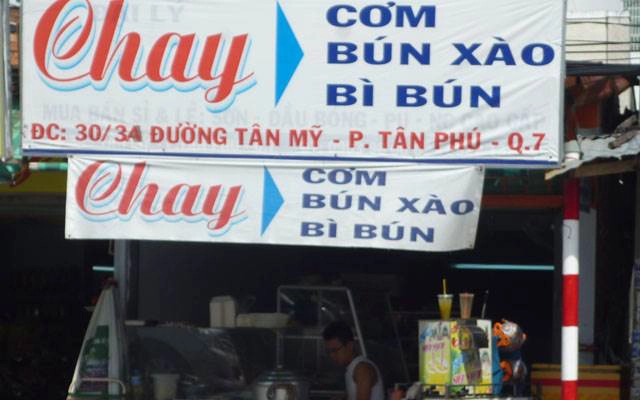 Chay
CƠM
BÚN XÀO
BÌ BÚN
ĐC: 30/3A ĐƯỜNG TÂN MỸ - P. TÂN PHÚ - Q.7
Chay
CƠM
BÚN XÀO
BÌ BÚN